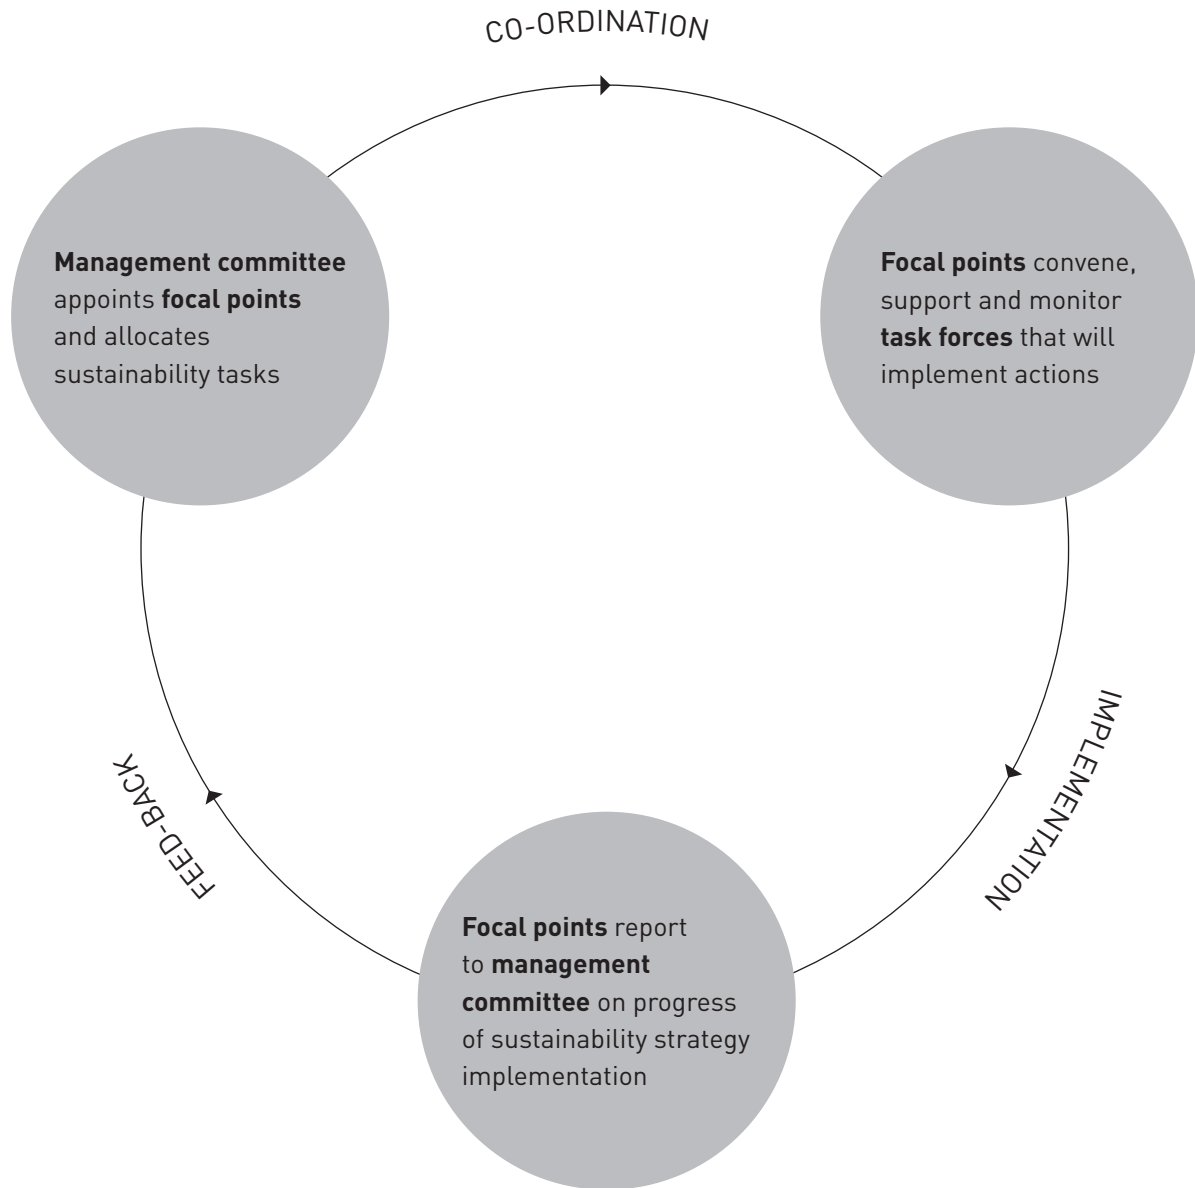 CO-ORDINATION
Management committee
appoints focal points
and allocates
sustainability tasks
Focal points convene,
support and monitor
task forces that will
implement actions
IMPLEMENTATION
FEED-BACK
Focal points report
to management
committee on progress
of sustainability strategy
implementation